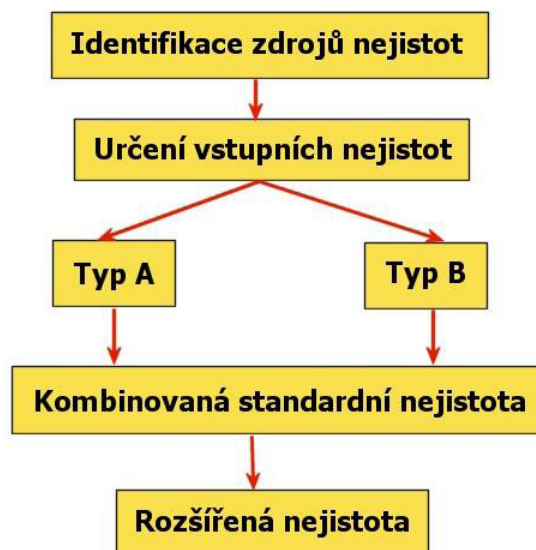 Identifikace zdrojů nejistot
Určení vstupních nejistot
Typ A
Typ B
Kombinovaná standardní nejistota
Rozšířená nejistota